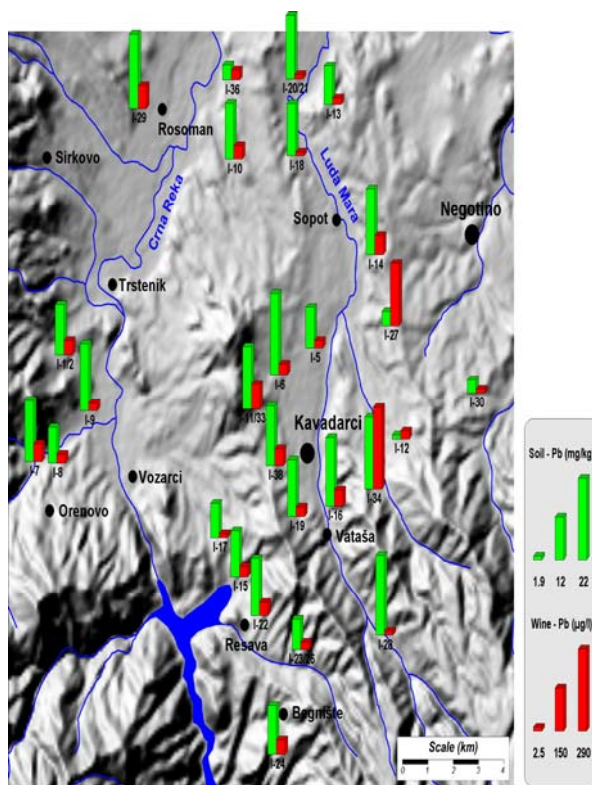 I-36
I-20/21
I-29
I-13
Rosoman
I-10
I-18
Sirkovo
Luda Mara
Crna Reka
Sopot
Negotino
I-14
Trstenik
I-27
I-1/2
I-5
I-6
I-30
I-9
I-11/33
Kavadarci
I-12
I-7
I-8
I-38
I-34
Vozarci
I-16
I-19
Orenovo
I-17
Vataša
I-15
I-22
Resava
I-28
I-24
Scale (km)
0 1 2 3 4
Soil - Pb (mg/kg)
1.9 12 22
Wine - Pb (µg/l)
2.5 150 290